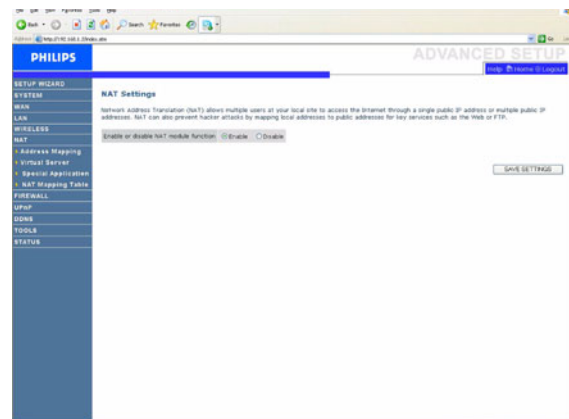 Back
Search Favorites
ADVANCED SETUP
PHILIPS
Help Home Logout
SETUP WIZARD
SYSTEM
WAN
LAN
WIRELESS
NAT
Address Mapping
Virtual Server
Special Application
NAT Mapping Table
FIREWALL
UPnP
DDNS
TOOLS
STATUS
NAT Settings
Network Address Translation (NAT) allows multiple users at your local site to access the Internet through a single public IP address or multiple public IP
addresses. NAT can also prevent hacker attacks by mapping local addresses to public addresses for key services such as the Web or FTP.
Enable or disable NAT module function Enable Disable
SAVE SETTINGS